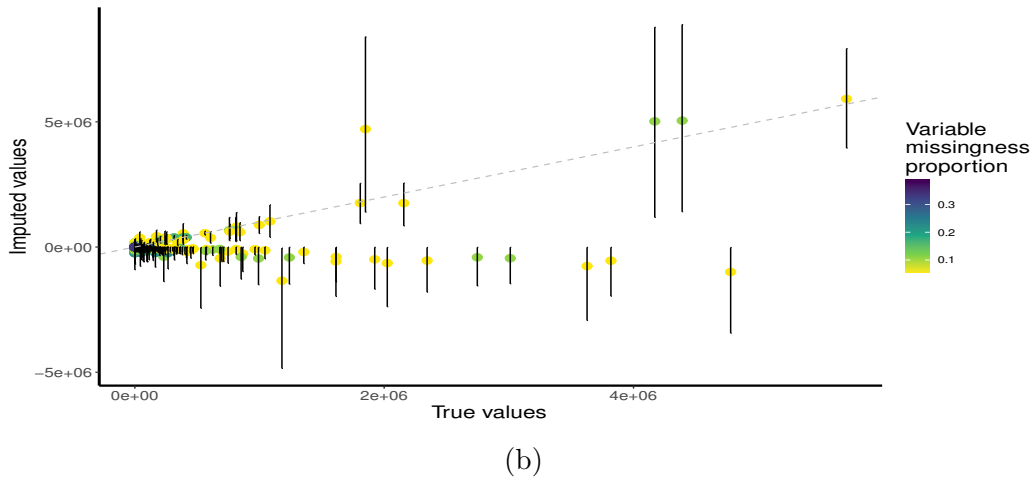 5e+06
0e+00
−5e+06
Imputed values
0e+00
2e+06
4e+06
True values
Variable
missingness
proportion
0.3
0.2
0.1
(b)